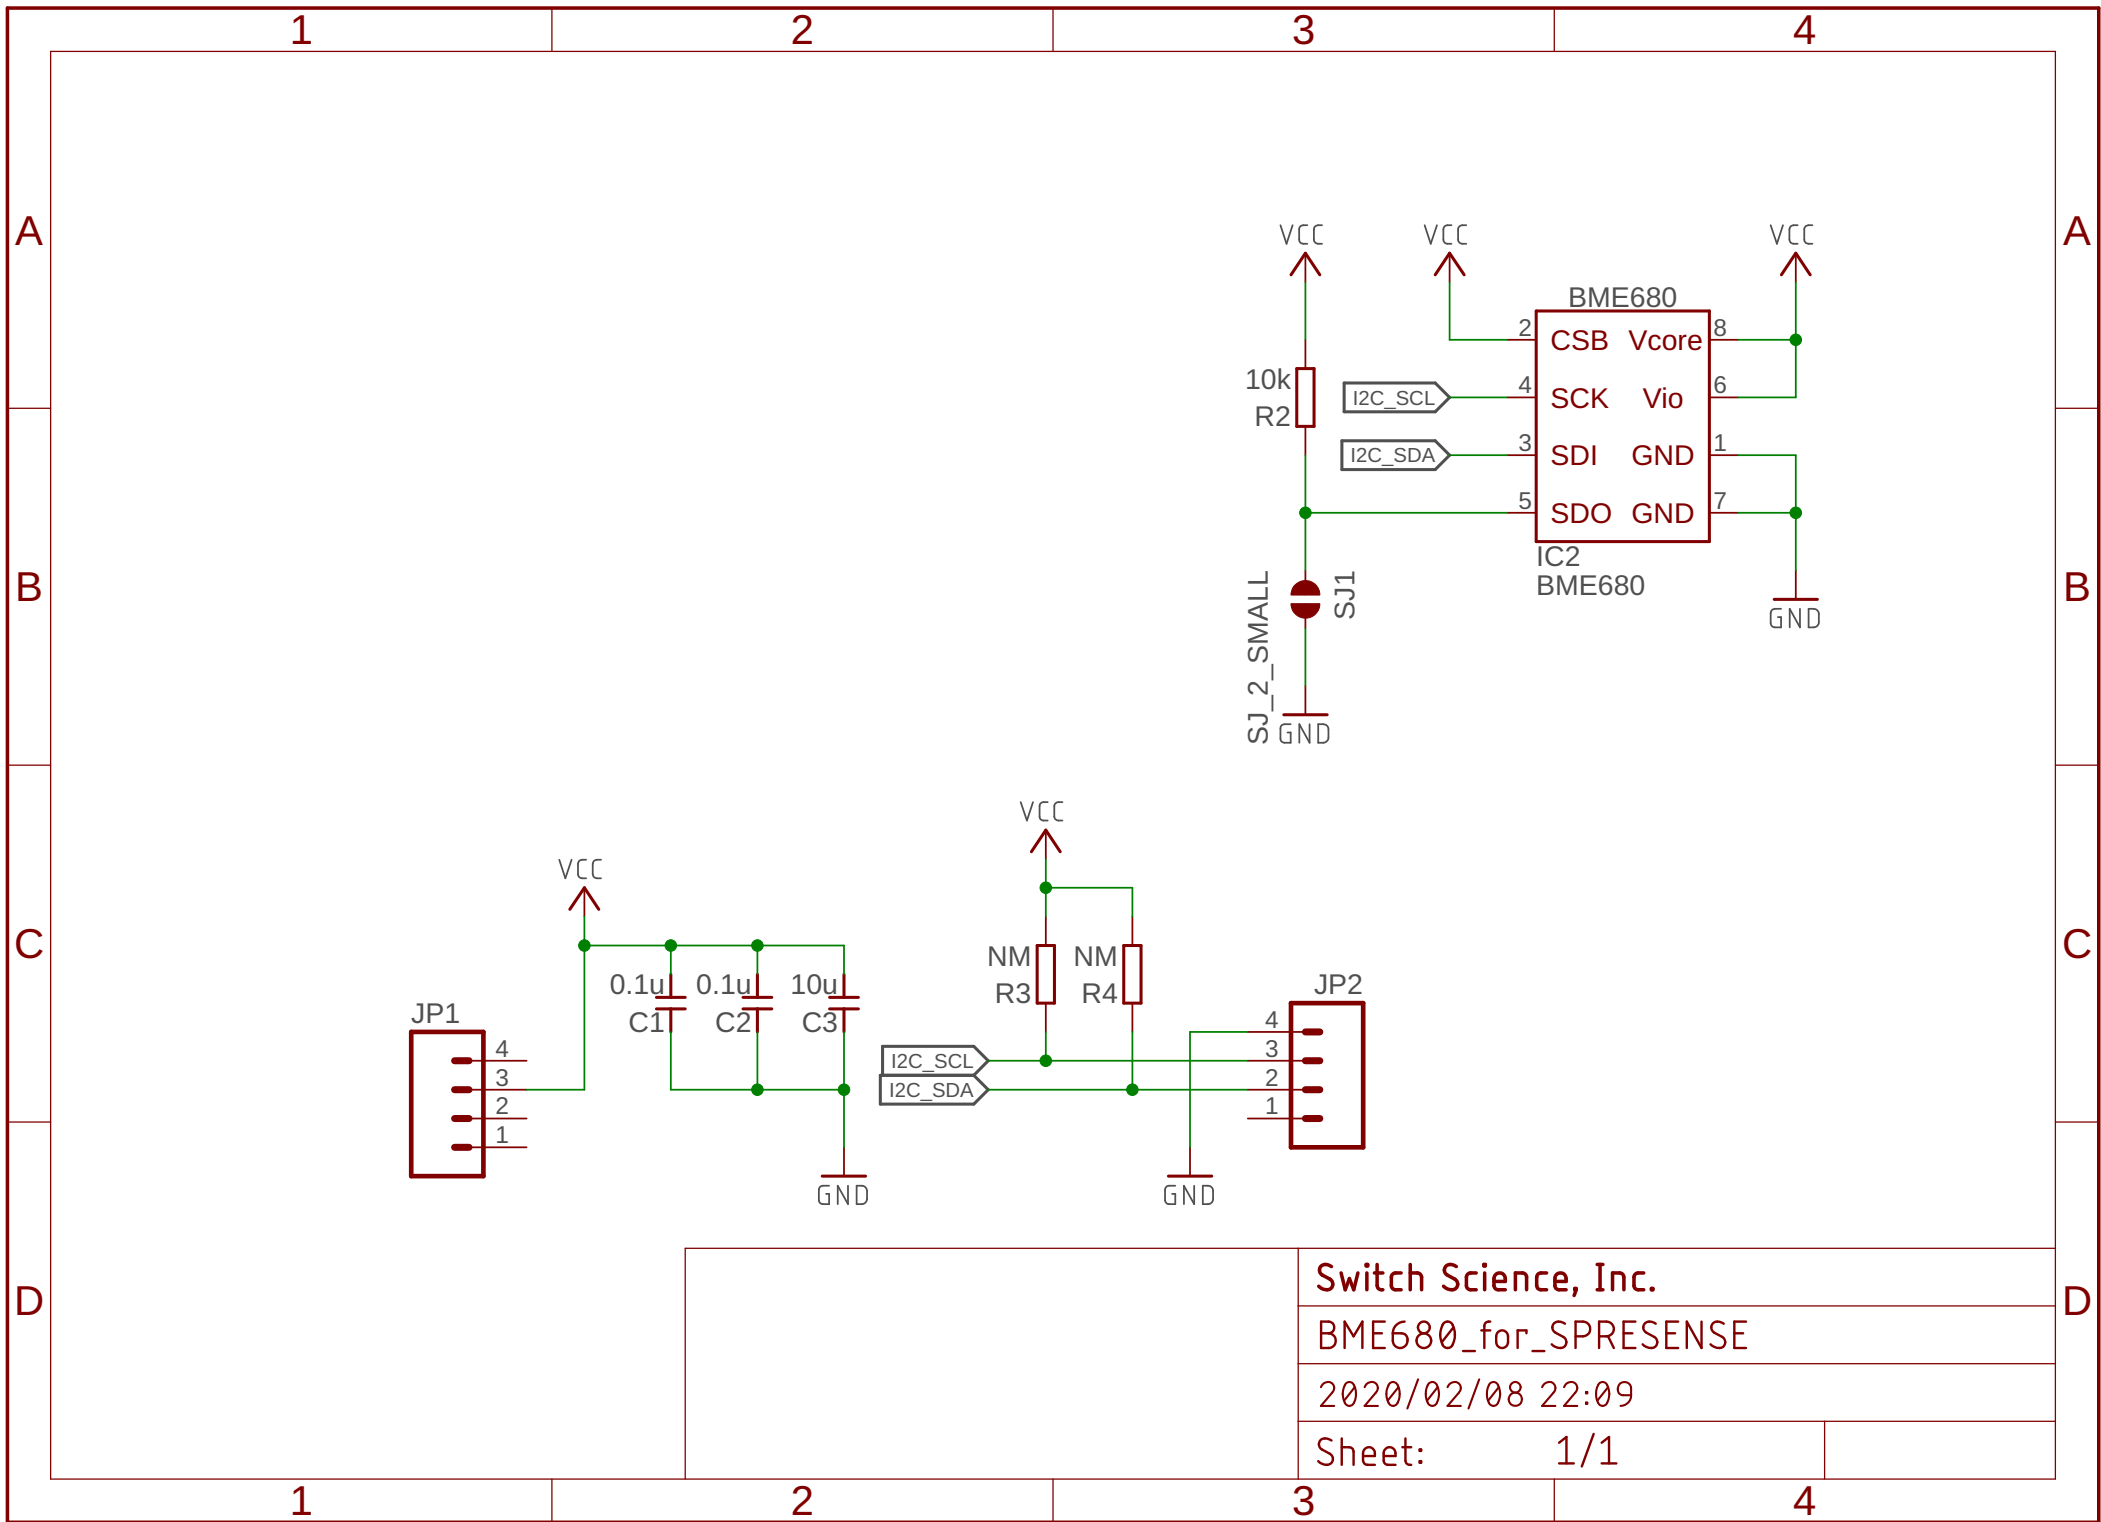 1 2 3 4
A A
VCC VCC VCC
BME680
2 CSB Vcore 8
10k
R2
I2C_SCL 4 SCK Vio 6
I2C_SDA 3 SDI GND 1
5 SDO GND 7
IC2
BME680
B B
SJ_2_SMALL
SJ1
GND
GND
VCC
VCC
C C
0.1u 0.1u 10u
C1 C2 C3
NM NM
R3 R4
JP1
4
3
2
1
JP2
4
3
2
1
I2C_SCL
I2C_SDA
GND GND
D D
Switch Science, Inc.
BME680_for_SPRESENSE
2020/02/08 22:09
Sheet: 1/1
1 2 3 4